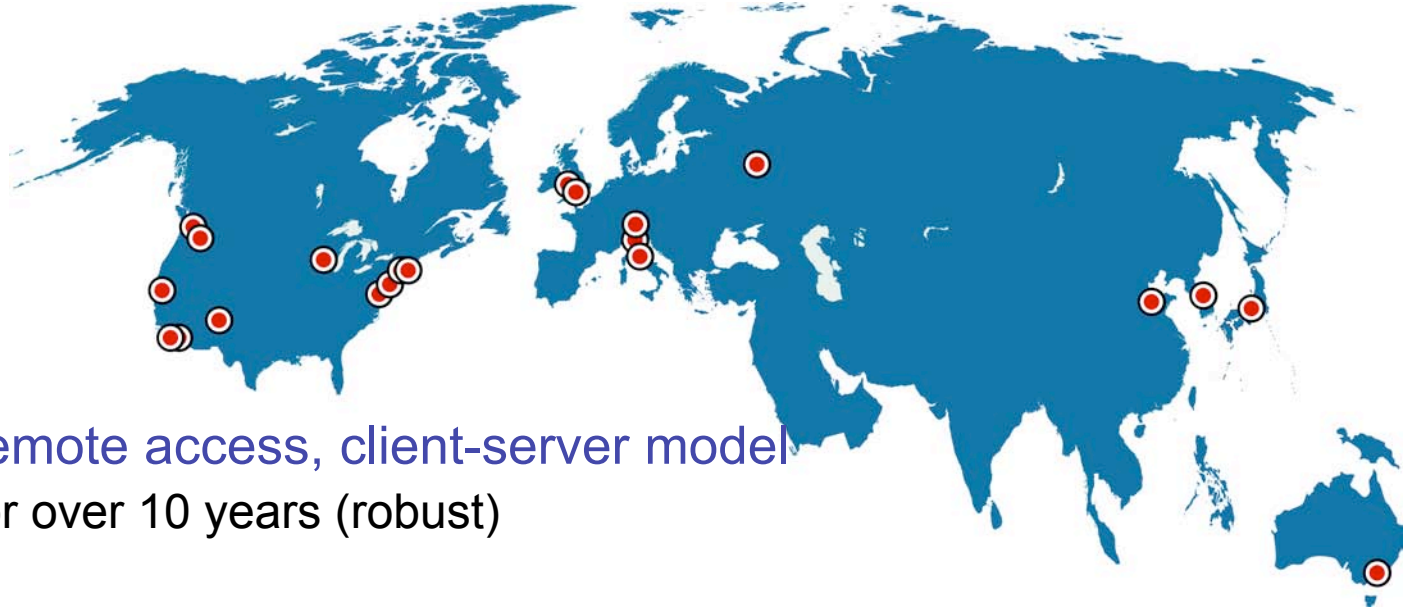 emote access, client-server model
r over 10 years (robust)